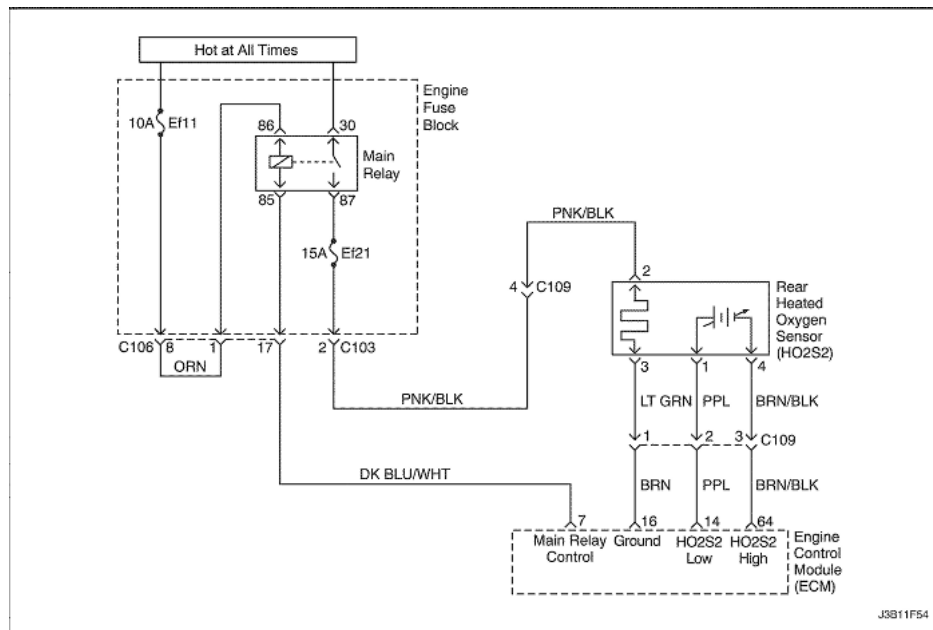 Hot at All Times
Engine
Fuse
Block
10A Ef11
86 30
Main
Relay
85 87
15A Ef21
PNK/BLK
4 C109
2
Rear
Heated
Oxygen
Sensor
(HO2S2)
C106 8 1 17 2 C103
ORN
3 1 4
PNK/BLK
LT GRN PPL BRN/BLK
1 2 3 C109
DK BLU/WHT
BRN PPL BRN/BLK
7 16 14 64
Main Relay
Control
Ground
HO2S2
Low
HO2S2
High
Engine
Control
Module
(ECM)
J3B11F54